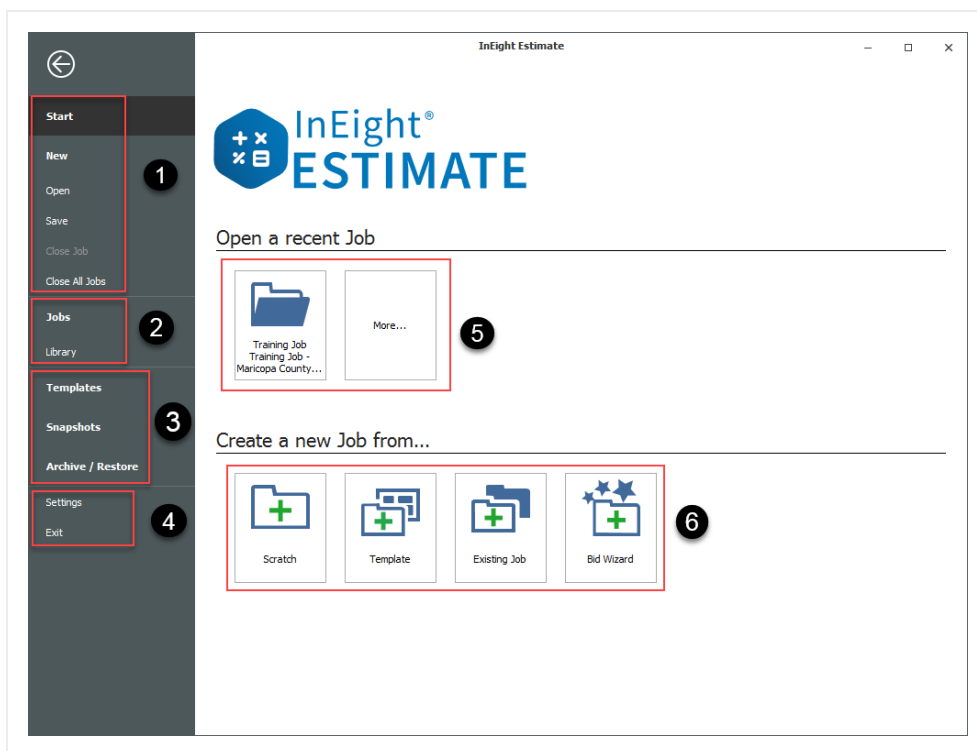 InEight Estimate
Start
New
1
Open
Save
Close Job
Close All Jobs
Jobs
2
Library
Templates
Snapshots
3
Archive / Restore
Settings
4
Exit
InEight®
ESTIMATE
Open a recent Job
Training Job
Training Job -
Maricopa County...
More...
5
Create a new Job from...
Scratch
Template
Existing Job
Bid Wizard
6